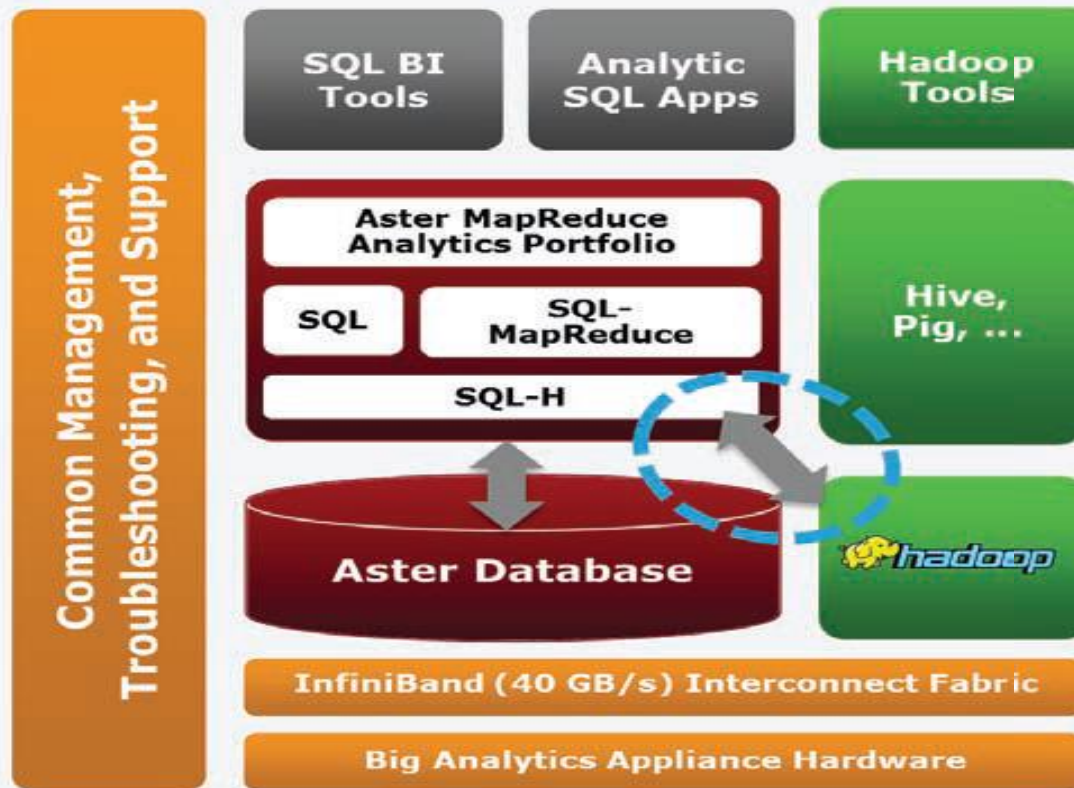 Common Management,
Troubleshooting, and Support
SQL BI
Tools
Analytic
SQL Apps
Hadoop
Tools
Aster MapReduce
Analytics Portfolio
SQL
SQL-
MapReduce
SQL-H
Hive,
Pig, ...
Aster Database
hadoop
InfiniBand (40 GB/s) Interconnect Fabric
Big Analytics Appliance Hardware